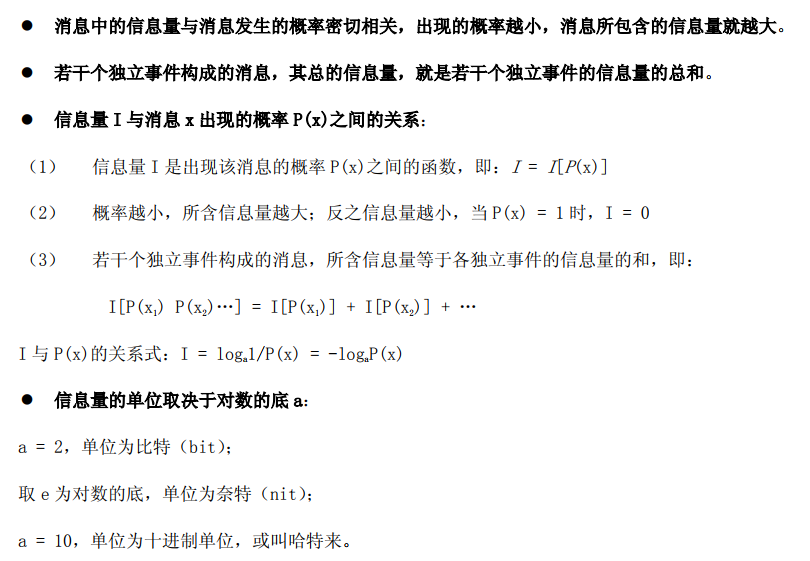 ● 消息中的信息量与消息发生的概率密切相关，出现的概率越小，消息所包含的信息量就越大。
● 若干个独立事件构成的消息，其总的信息量，就是若干个独立事件的信息量的总和。
● 信息量 I 与消息 x 出现的概率 P(x)之间的关系：
（1） 信息量 I 是出现该消息的概率 P(x)之间的函数，即：I = I[P(x)]
（2） 概率越小，所含信息量越大；反之信息量越小，当 P(x) = 1 时，I = 0
（3） 若干个独立事件构成的消息，所含信息量等于各独立事件的信息量的和，即：
I[P(x₁) P(x₂)…] = I[P(x₁)] + I[P(x₂)] + …
I 与 P(x)的关系式：I = logₐ1/P(x) = -logₐP(x)
● 信息量的单位取决于对数的底 a：
a = 2，单位为比特（bit）；
取 e 为对数的底，单位为奈特（nit）；
a = 10，单位为十进制单位，或叫哈特来。